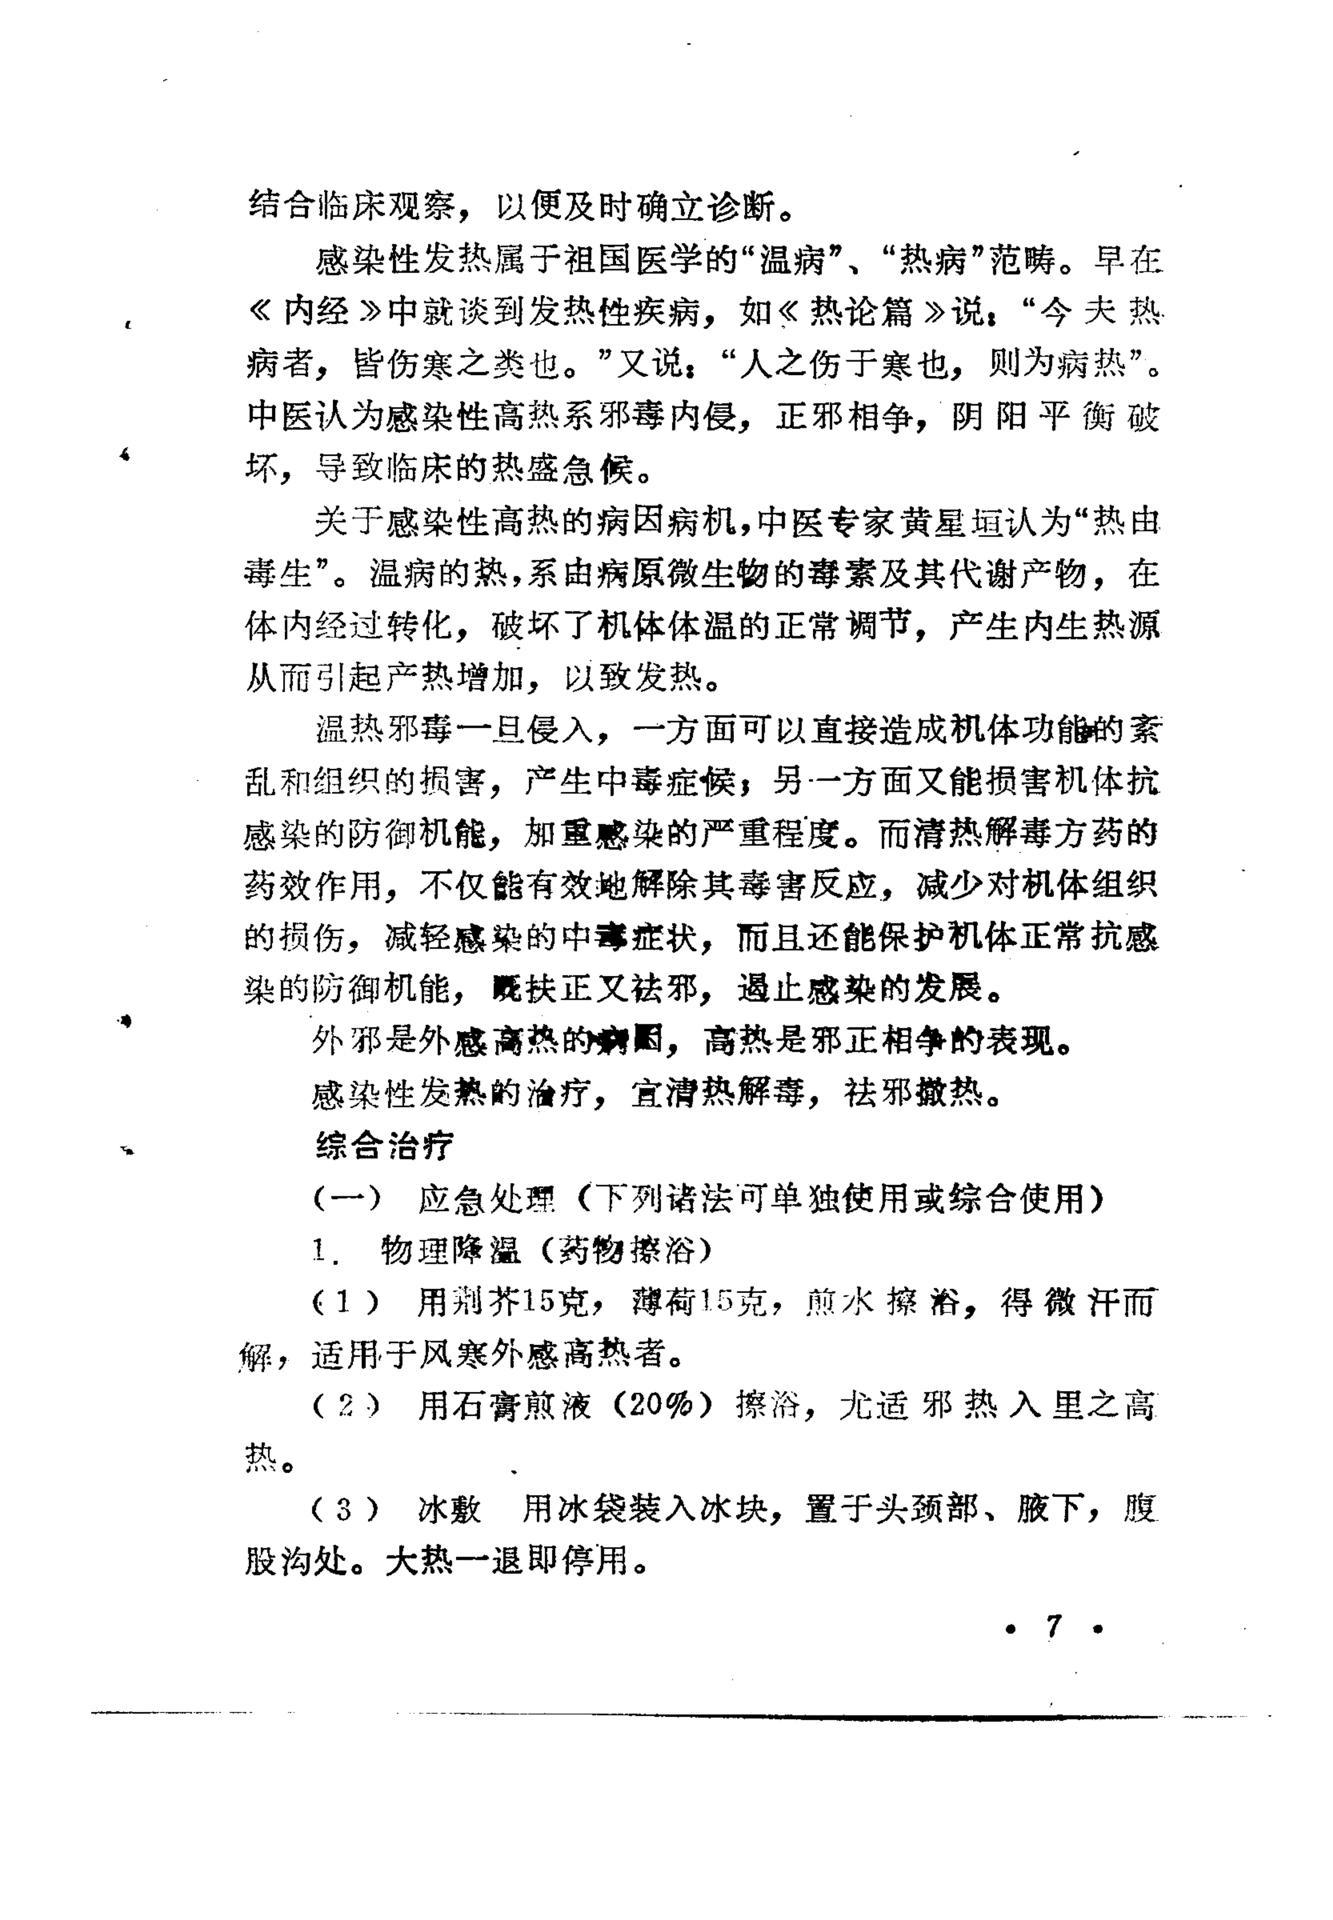 结合临床观察，以便及时确立诊断。
感染性发热属于祖国医学的“温病”、“热病”范畴。早在
《内经》中就谈到发热性疾病，如《热论篇》说：“今夫热
病者，皆伤寒之类也。”又说：“人之伤于寒也，则为病热”。
中医认为感染性高热系邪毒内侵，正邪相争，阴阳平衡破
坏，导致临床的热盛急候。
关于感染性高热的病因病机，中医专家黄星垣认为“热由
毒生”。温病的热，系由病原微生物的毒素及其代谢产物，在
体内经过转化，破坏了机体体温的正常调节，产生内生热源
从而引起产热增加，以致发热。
温热邪毒一旦侵入，一方面可以直接造成机体功能的紊
乱和组织的损害，产生中毒症候；另一方面又能损害机体抗
感染的防御机能，加重感染的严重程度。而清热解毒方药的
药效作用，不仅能有效地解除其毒害反应，减少对机体组织
的损伤，减轻感染的中毒症状，而且还能保护机体正常抗感
染的防御机能，既扶正又祛邪，遏止感染的发展。
外邪是外感高热的病因，高热是邪正相争的表现。
感染性发热的治疗，宜清热解毒，祛邪撤热。
综合治疗
（一） 应急处理（下列诸法可单独使用或综合使用）
1． 物理降温（药物擦浴）
（1） 用荆芥15克，薄荷15克，煎水擦浴，得微汗而
解，适用于风寒外感高热者。
（2） 用石膏煎液（20%）擦浴，尤适邪热入里之高
热。
（3） 冰敷 用冰袋装入冰块，置于头颈部、腋下，腹
股沟处。大热一退即停用。
• 7 •